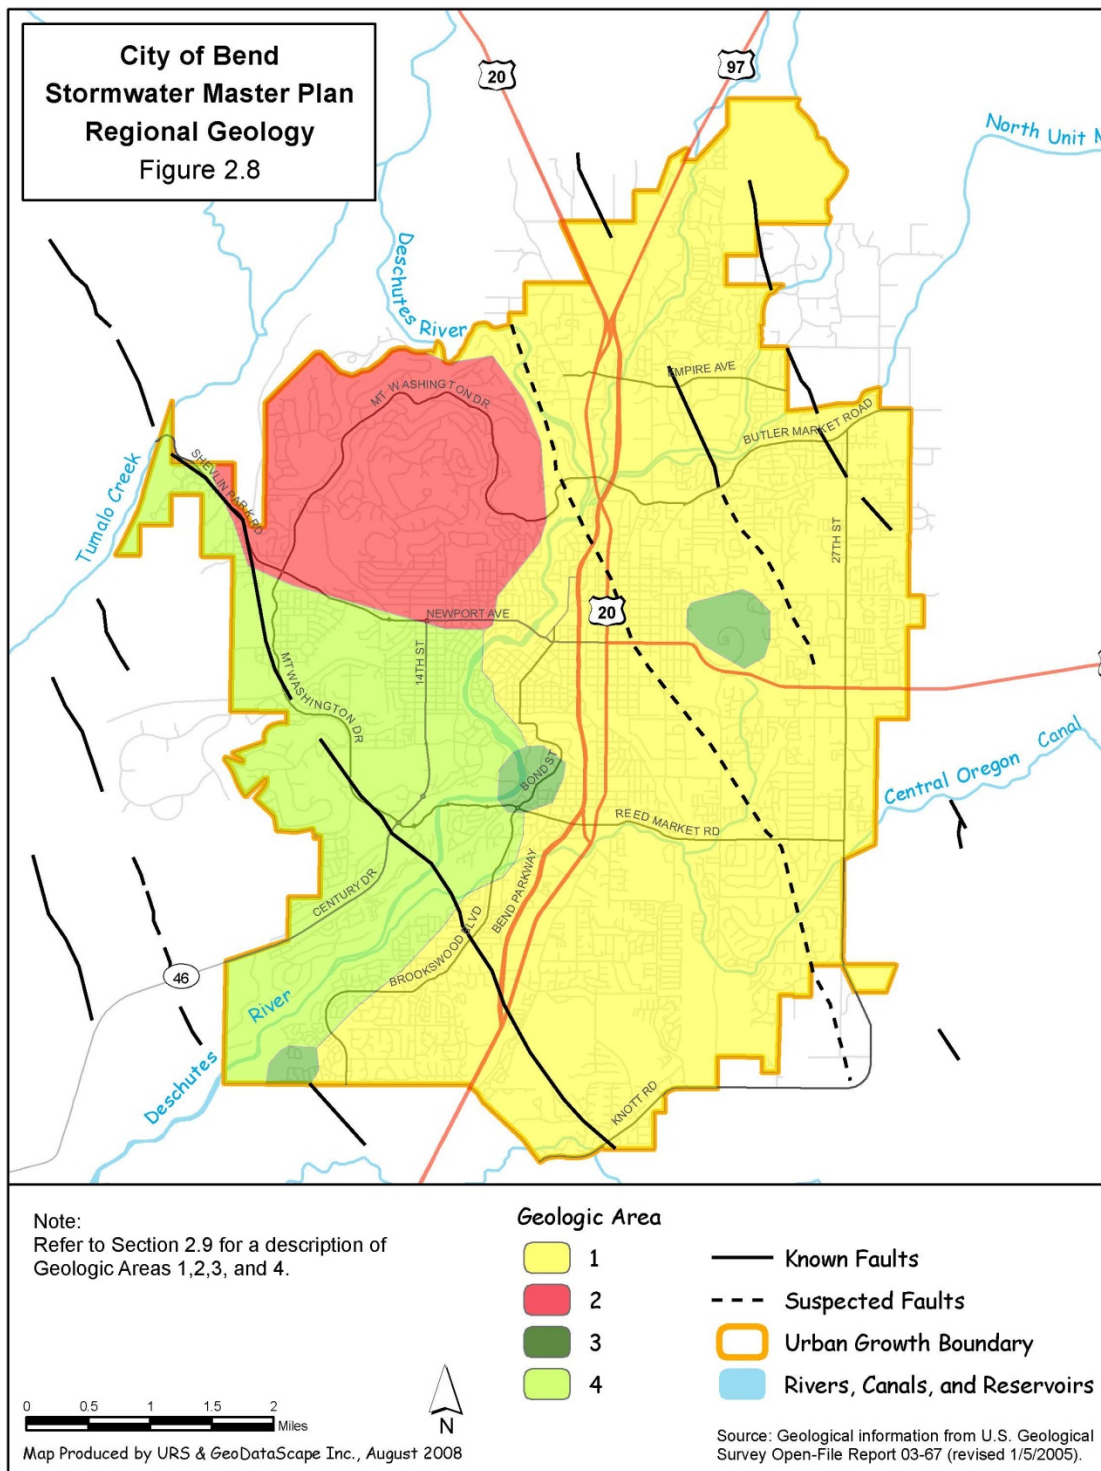 City of Bend
Stormwater Master Plan
Regional Geology
Figure 2.8
20
97
North Unit M
Deschutes River
EMPIRE AVE
MT WASHINGTON DR
BUTLER MARKET ROAD
SHEVLIN PARK RD
Tumalo Creek
27TH ST
NEWPORT AVE
20
14TH ST
MT WASHINGTON DR
Central Oregon Canal
BOND ST
REED MARKET RD
CENTURY DR
BEND PARKWAY
BROOKSWOOD BLVD
46
Deschutes River
KNOTT RD
Note:
Refer to Section 2.9 for a description of
Geologic Areas 1,2,3, and 4.
Geologic Area
1
2
3
4
Known Faults
Suspected Faults
Urban Growth Boundary
Rivers, Canals, and Reservoirs
0 0.5 1 1.5 2
Miles
N
Map Produced by URS & GeoDataScape Inc., August 2008
Source: Geological information from U.S. Geological
Survey Open-File Report 03-67 (revised 1/5/2005).